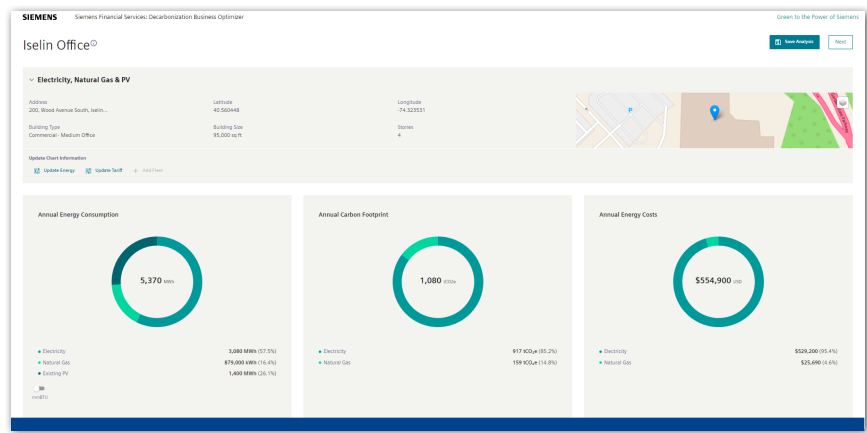 SIEMENS Siemens Financial Services: Decarbonization Business Optimizer Green to the Power of Siemens
Iselin Office Save Analysis Next
Electricity, Natural Gas & PV
Address Latitude Longitude
200, Wood Avenue South, Iselin... 40.560448 -74.323531
P
Building Type Building Size Stories
Commercial - Medium Office 95,000 sq ft 4
Update Chart Information
Update Energy Update Tariff + Add Fleet
Annual Energy Consumption Annual Carbon Footprint Annual Energy Costs
5,370 MWh 1,080 tCO₂e $554,900 USD
Electricity 3,080 MWh (57.5%) Electricity 917 tCO₂e (85.2%) Electricity $529,200 (95.4%)
Natural Gas 879,000 kWh (16.4%) Natural Gas 159 tCO₂e (14.8%) Natural Gas $25,690 (4.6%)
Existing PV 1,400 MWh (26.1%)
mmBTU